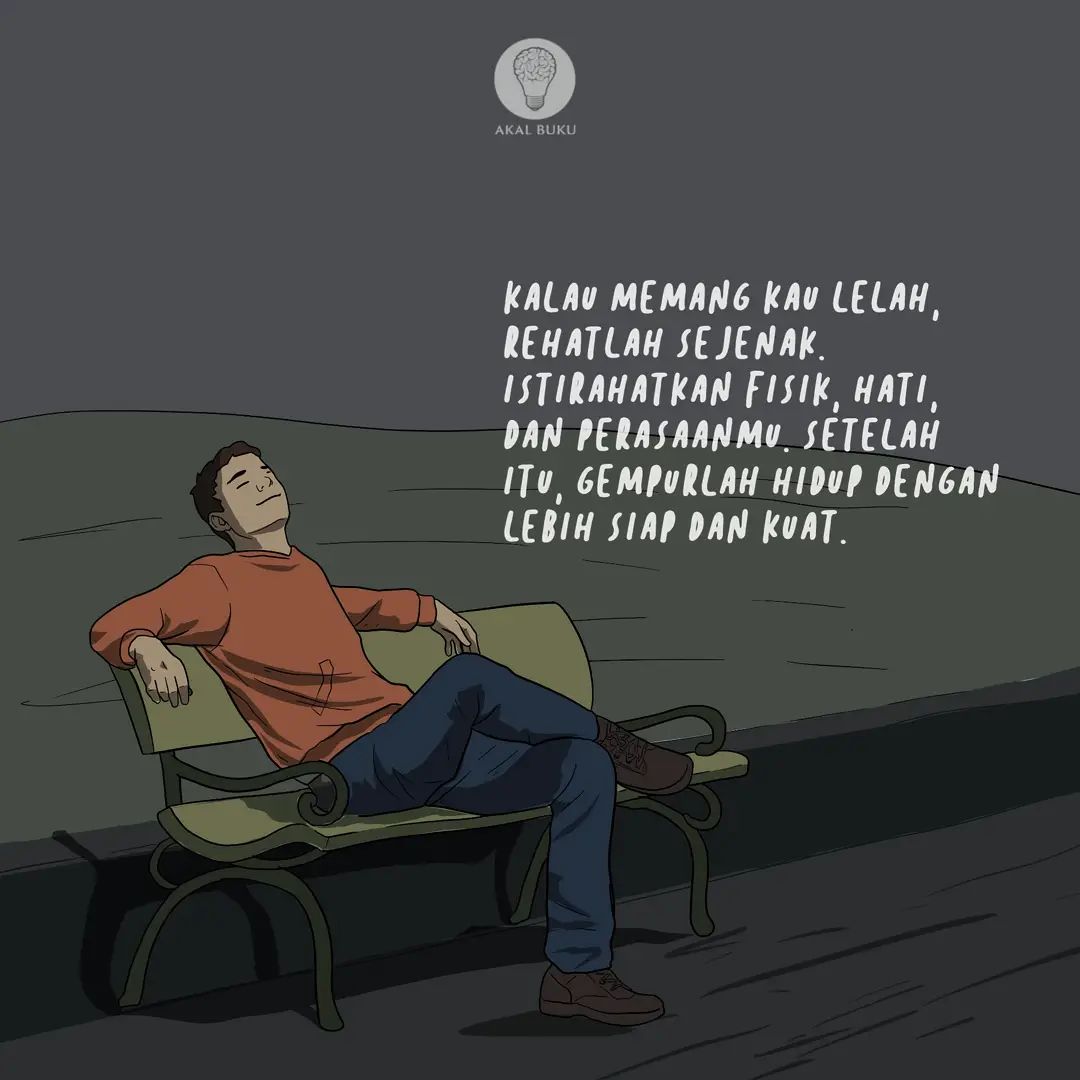 AKAL BUKU
KALAU MEMANG KAU LELAH,
REHATLAH SEJENAK.
ISTIRAHATKAN FISIK, HATI,
DAN PERASAANMU. SETELAH
ITU, GEMPURLAH HIDUP DENGAN
LEBIH SIAP DAN KUAT.